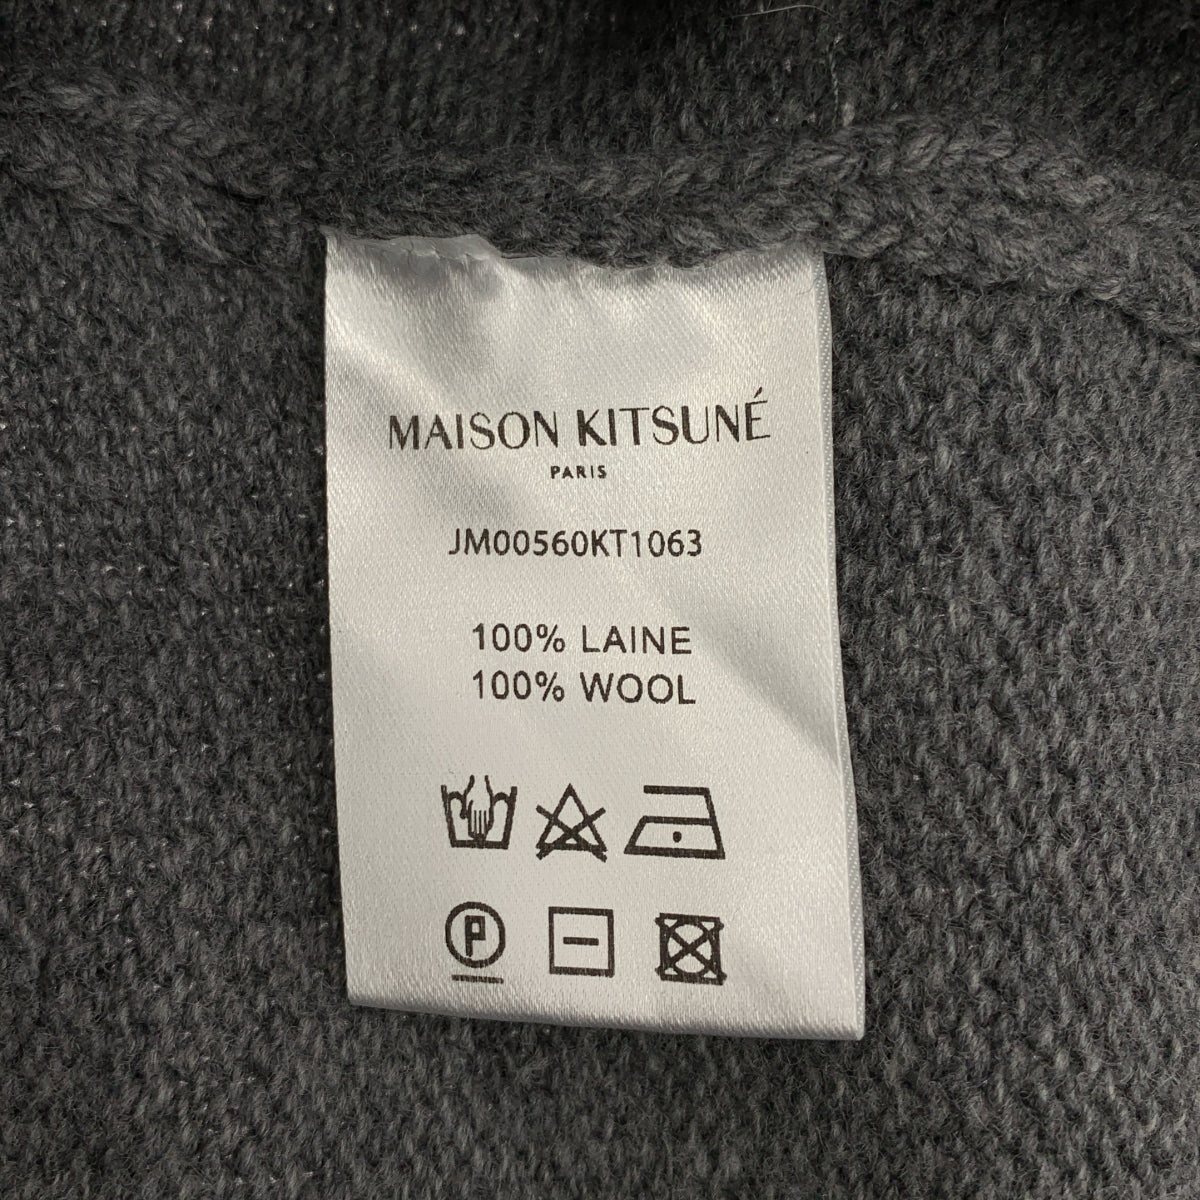 MAISON KITSUNÉ
PARIS
JM00560KT1063
100% LAINE
100% WOOL
P